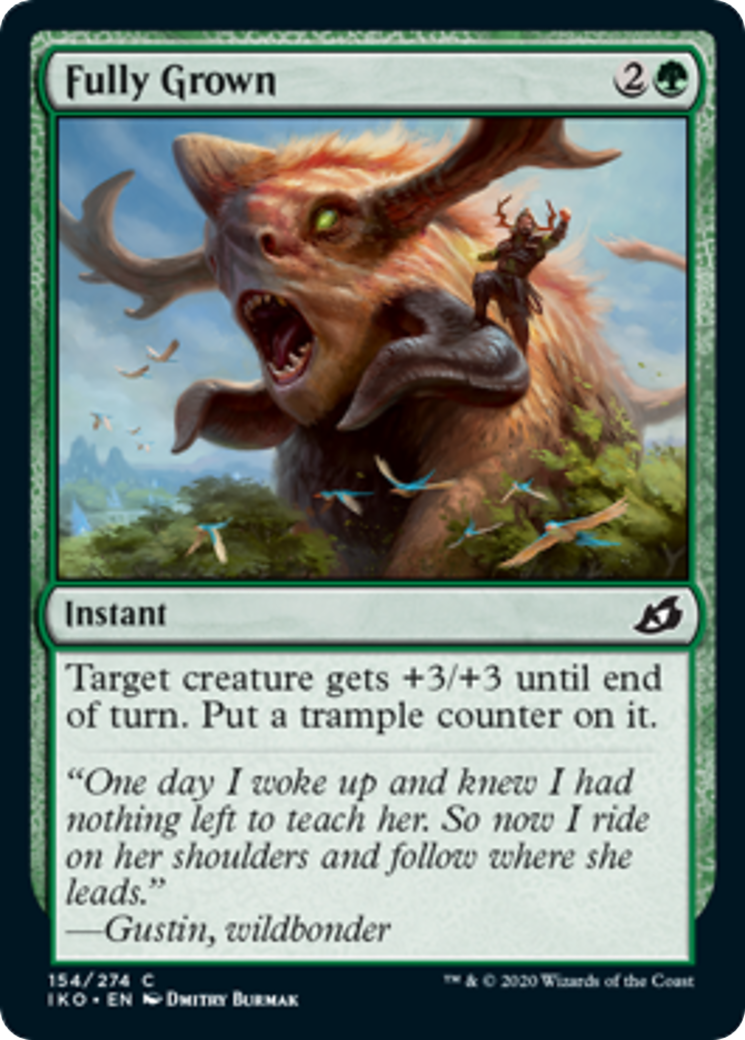 Fully Grown 2
Instant
Target creature gets +3/+3 until end
of turn. Put a trample counter on it.
“One day I woke up and knew I had
nothing left to teach her. So now I ride
on her shoulders and follow where she
leads.”
—Gustin, wildbonder
154/274 C
™ & © 2020 Wizards of the Coast
IKO • EN Dmitry Burmak